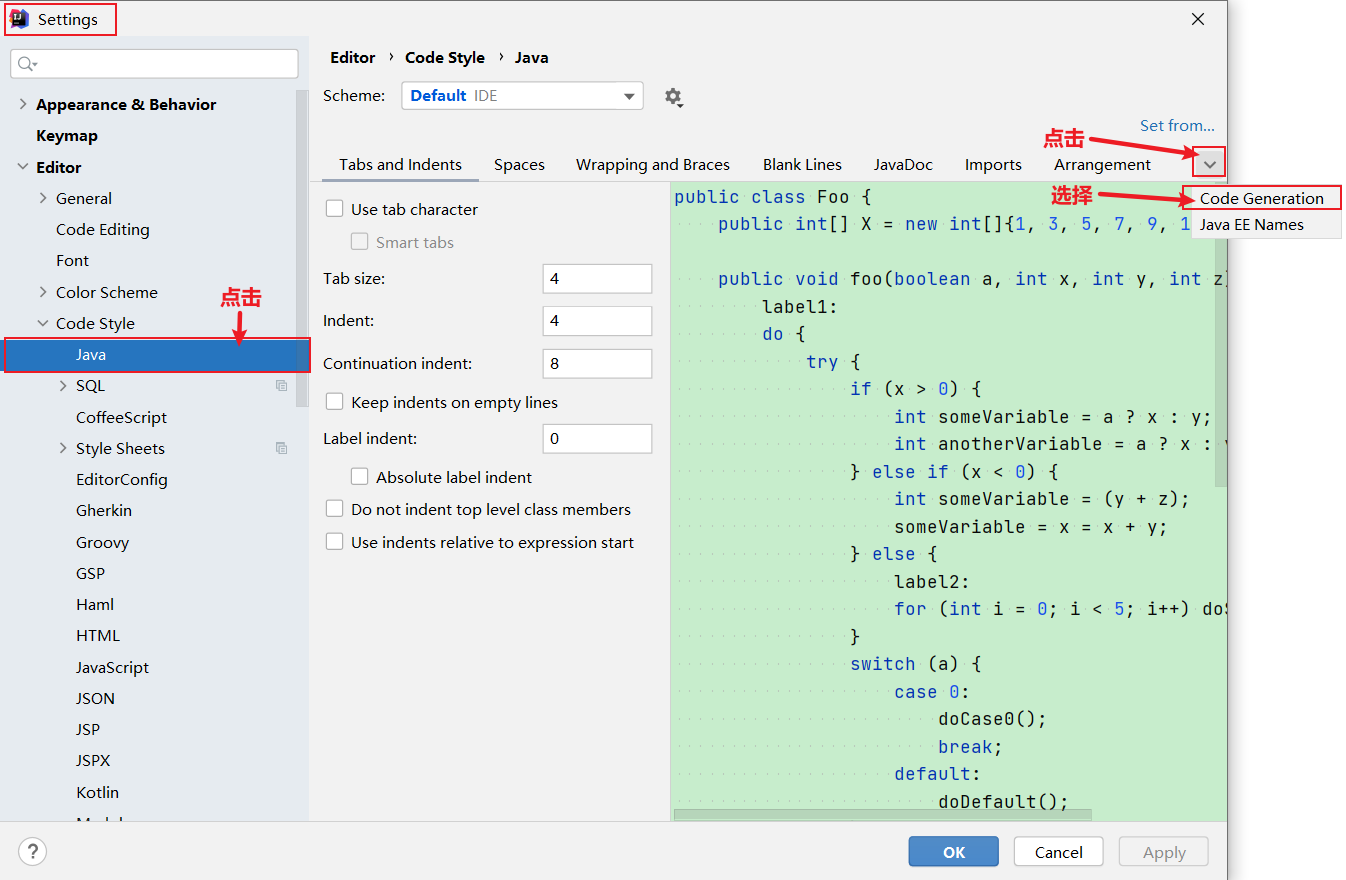 Settings
Editor › Code Style › Java
Scheme: Default IDE
Set from...
点击
Tabs and Indents Spaces Wrapping and Braces Blank Lines JavaDoc Imports Arrangement
选择
Code Generation
Java EE Names
Appearance & Behavior
Keymap
Editor
General
Code Editing
Font
Color Scheme
点击
Code Style
Java
SQL
CoffeeScript
Style Sheets
EditorConfig
Gherkin
Groovy
GSP
Haml
HTML
JavaScript
JSON
JSP
JSPX
Kotlin
Use tab character
Smart tabs
Tab size: 4
Indent: 4
Continuation indent: 8
Keep indents on empty lines
Label indent: 0
Absolute label indent
Do not indent top level class members
Use indents relative to expression start
public class Foo {
public int[] X = new int[]{1, 3, 5, 7, 9, 1
public void foo(boolean a, int x, int y, int z
label1:
do {
try {
if (x > 0) {
int someVariable = a ? x : y;
int anotherVariable = a ? x :
} else if (x < 0) {
int someVariable = (y + z);
someVariable = x = x + y;
} else {
label2:
for (int i = 0; i < 5; i++) doS
}
switch (a) {
case 0:
doCase0();
break;
default:
doDefault();
?
OK Cancel Apply